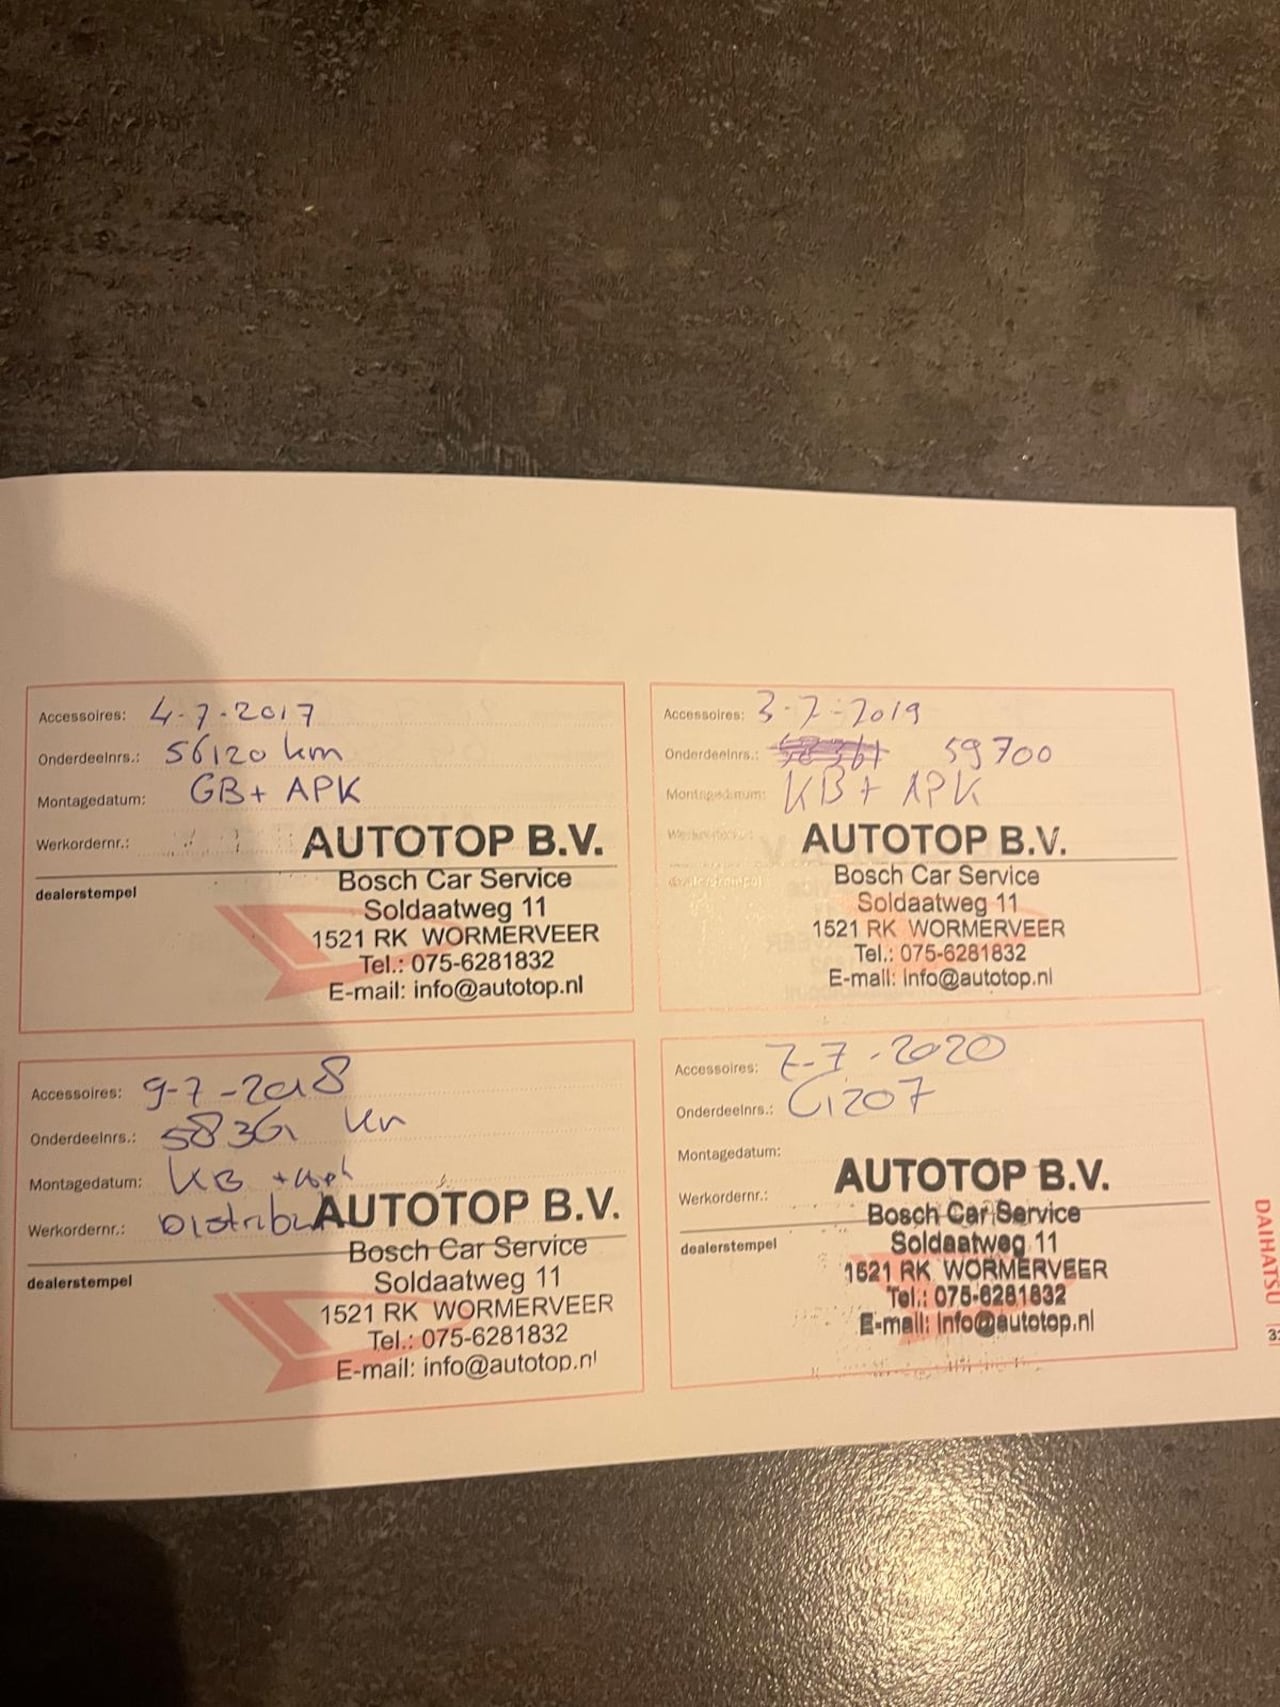 Accessoires: 4-7-2017
Onderdeelnrs.: 56120 km
Montagedatum: GB + APK
Werkordernr.:
AUTOTOP B.V.
dealerstempel
Bosch Car Service
Soldaatweg 11
1521 RK WORMERVEER
Tel.: 075-6281832
E-mail: info@autotop.nl
Accessoires: 9-7-2018
Onderdeelnrs.: 58361 km
Montagedatum: KB + apk
Werkordernr.:
AUTOTOP B.V.
dealerstempel
Bosch Car Service
Soldaatweg 11
1521 RK WORMERVEER
Tel.: 075-6281832
E-mail: info@autotop.nl
Accessoires: 3-7-2019
Onderdeelnrs.: 59700
Montagedatum: KB + APK
Werkordernr.:
AUTOTOP B.V.
dealerstempel
Bosch Car Service
Soldaatweg 11
1521 RK WORMERVEER
Tel.: 075-6281832
E-mail: info@autotop.nl
Accessoires: 7-7-2020
Onderdeelnrs.: 61207
Montagedatum:
Werkordernr.:
AUTOTOP B.V.
dealerstempel
Bosch Car Service
Soldaatweg 11
1521 RK WORMERVEER
Tel.: 075-6281832
E-mail: info@autotop.nl
DAIHATSU